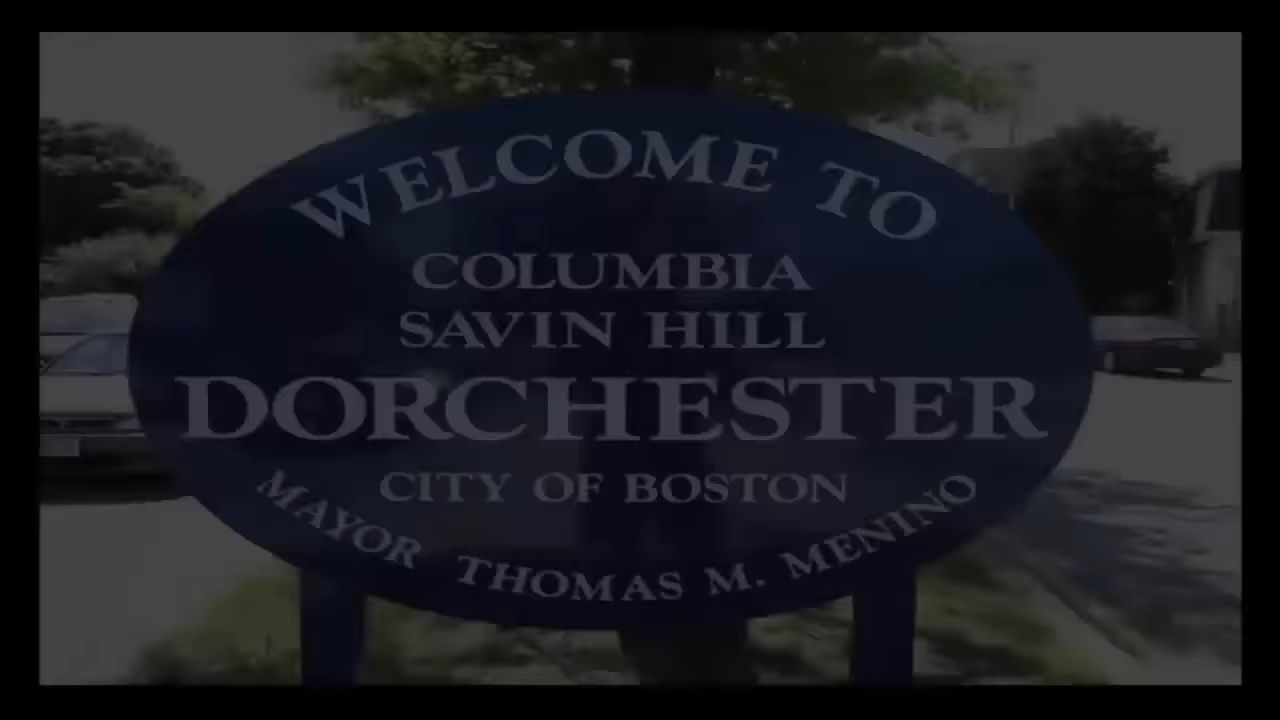 WELCOME TO
COLUMBIA
SAVIN HILL
DORCHESTER
CITY OF BOSTON
MAYOR THOMAS M. MENINO